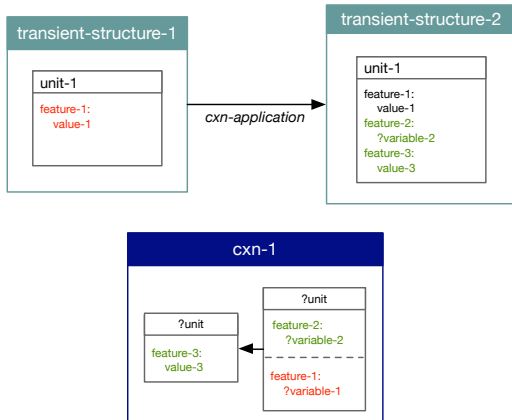 transient-structure-1
unit-1
feature-1:
value-1
cxn-application
transient-structure-2
unit-1
feature-1:
value-1
feature-2:
?variable-2
feature-3:
value-3
cxn-1
?unit
feature-3:
value-3
?unit
feature-2:
?variable-2
feature-1:
?variable-1